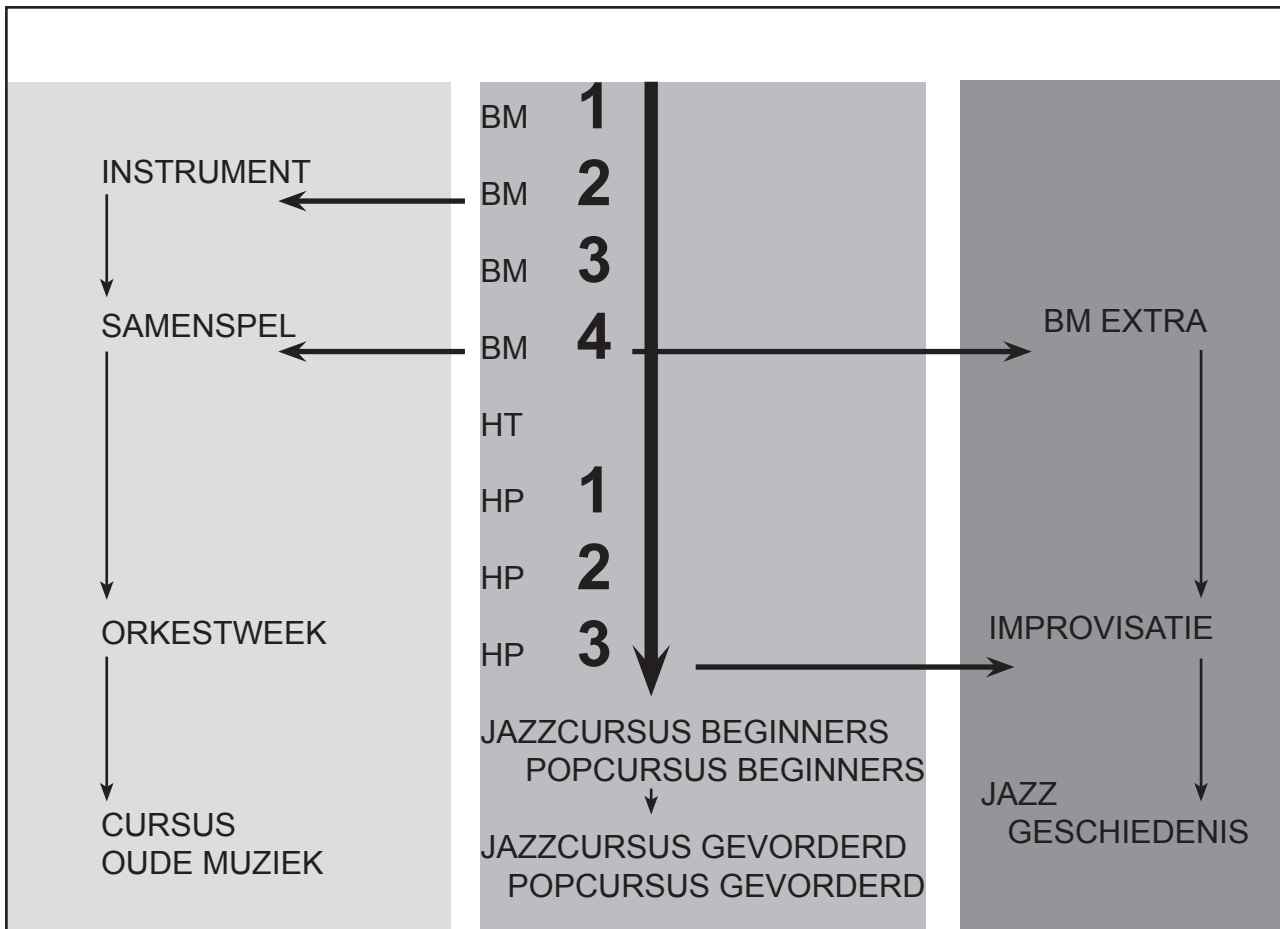 INSTRUMENT
SAMENSPEL
ORKESTWEEK
CURSUS
OUDE MUZIEK
BM 1
BM 2
BM 3
BM 4
HT
HP 1
HP 2
HP 3
JAZZCURSUS BEGINNERS
POPCURSUS BEGINNERS
JAZZCURSUS GEVORDERD
POPCURSUS GEVORDERD
BM EXTRA
IMPROVISATIE
JAZZ
GESCHIEDENIS